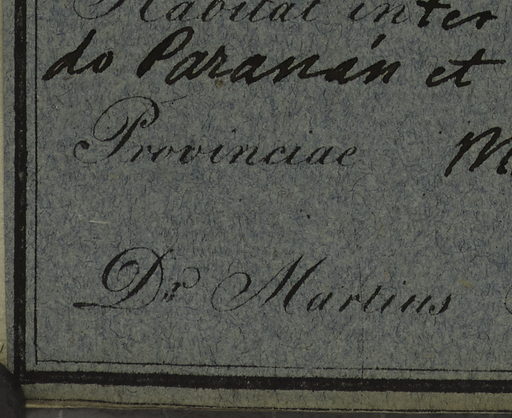 Habitat inter
do Paranán et
Provinciae
Dr Martius